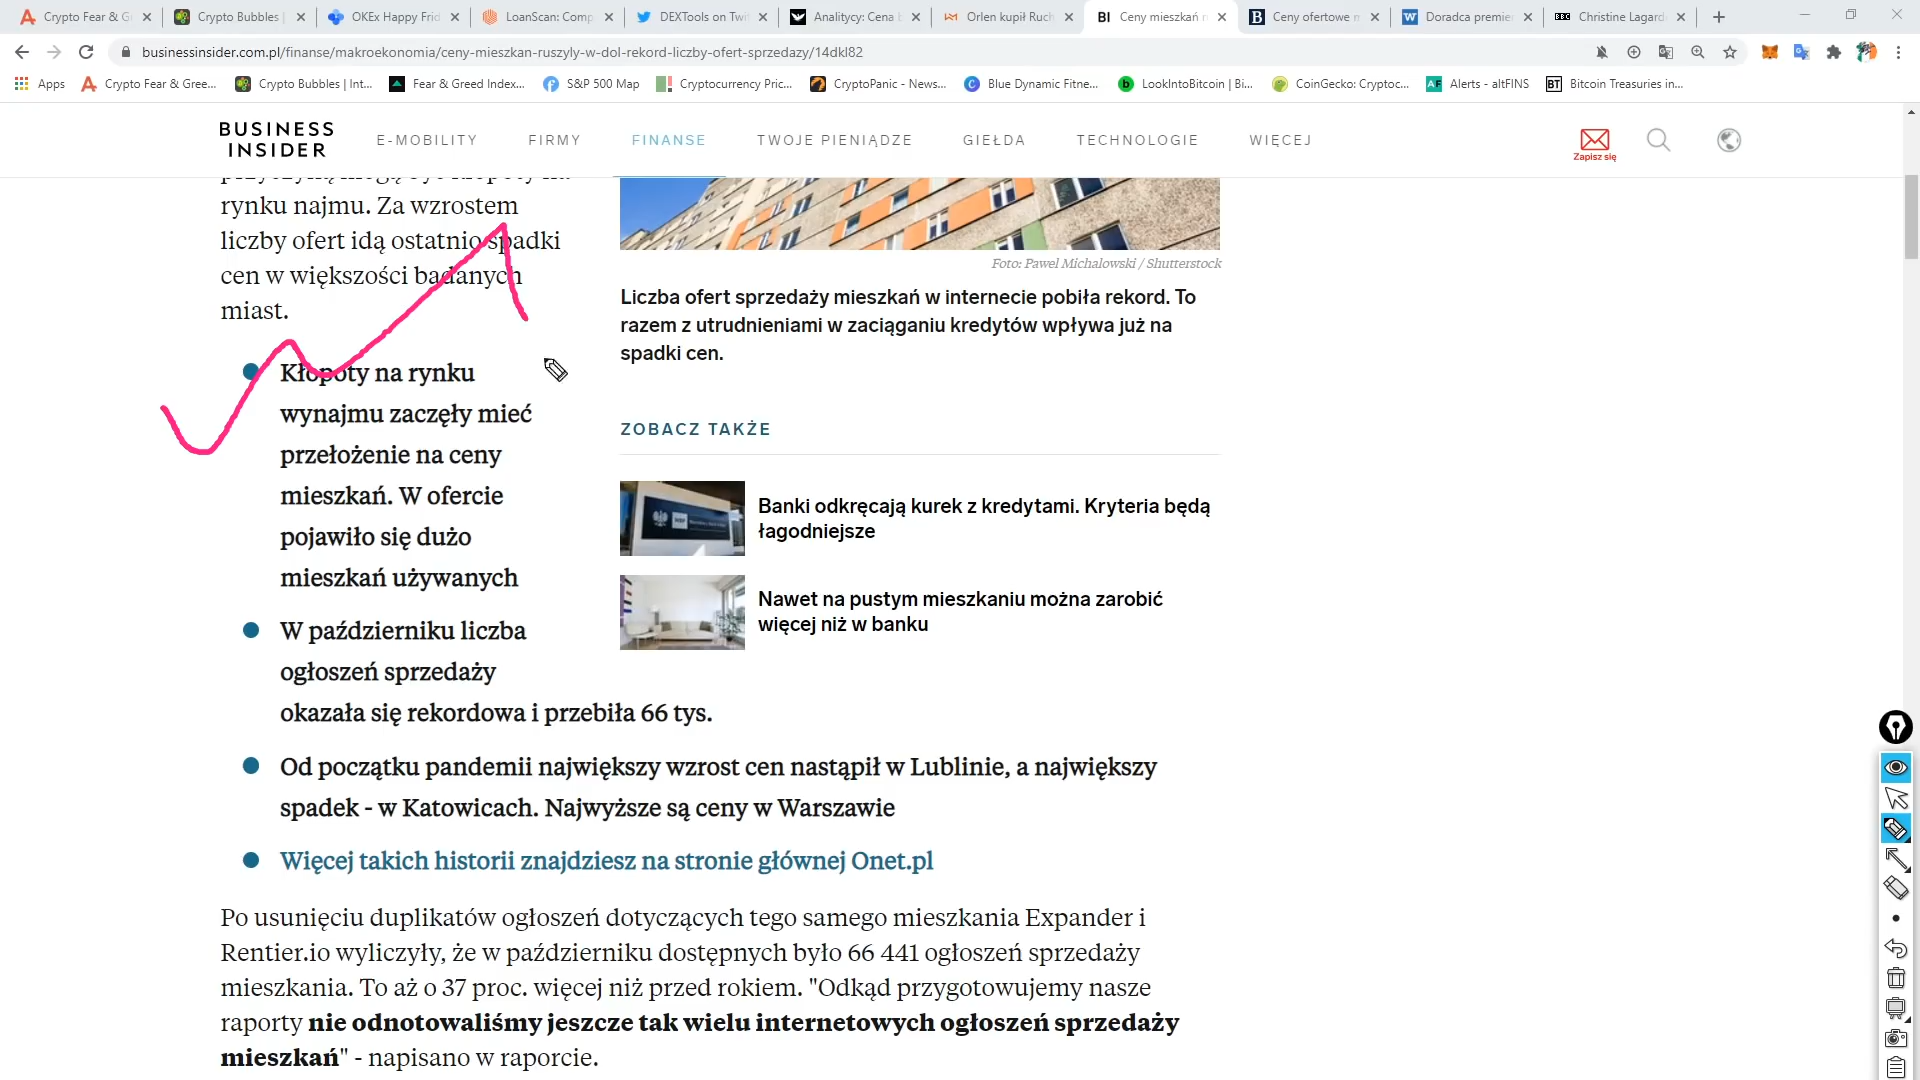 Crypto Fear & G
Crypto Bubbles |
OKEx Happy Frid
LoanScan: Comp
DEXTools on Twi
Analitycy: Cena
Orlen kupił Ruch
BI Ceny mieszkań
Ceny ofertowe
Doradca premie
BBC Christine Lagard
businessinsider.com.pl/finanse/makroekonomia/ceny-mieszkan-ruszyly-w-dol-rekord-liczby-ofert-sprzedazy/14dkl82
Apps
Crypto Fear & Gree...
Crypto Bubbles | Int...
Fear & Greed Index...
S&P 500 Map
Cryptocurrency Pric...
CryptoPanic - News...
Blue Dynamic Fitne...
LookIntoBitcoin | Bi...
CoinGecko: Cryptoc...
AF Alerts - altFINS
BT Bitcoin Treasuries in...
BUSINESS
INSIDER
E-MOBILITY
FIRMY
FINANSE
TWOJE PIENIĄDZE
GIEŁDA
TECHNOLOGIE
WIĘCEJ
Zapisz się
rynku najmu. Za wzrostem
liczby ofert idą ostatnio spadki
cen w większości badanych
miast.
Kłopoty na rynku
wynajmu zaczęły mieć
przełożenie na ceny
mieszkań. W ofercie
pojawiło się dużo
mieszkań używanych
W październiku liczba
ogłoszeń sprzedaży
okazała się rekordowa i przebiła 66 tys.
Od początku pandemii największy wzrost cen nastąpił w Lublinie, a największy
spadek - w Katowicach. Najwyższe są ceny w Warszawie
Więcej takich historii znajdziesz na stronie głównej Onet.pl
Po usunięciu duplikatów ogłoszeń dotyczących tego samego mieszkania Expander i
Rentier.io wyliczyły, że w październiku dostępnych było 66 441 ogłoszeń sprzedaży
mieszkania. To aż o 37 proc. więcej niż przed rokiem. "Odkąd przygotowujemy nasze
raporty nie odnotowaliśmy jeszcze tak wielu internetowych ogłoszeń sprzedaży
mieszkań" - napisano w raporcie.
Foto: Pawel Michalowski / Shutterstock
Liczba ofert sprzedaży mieszkań w internecie pobiła rekord. To
razem z utrudnieniami w zaciąganiu kredytów wpływa już na
spadki cen.
ZOBACZ TAKŻE
Banki odkręcają kurek z kredytami. Kryteria będą
łagodniejsze
Nawet na pustym mieszkaniu można zarobić
więcej niż w banku